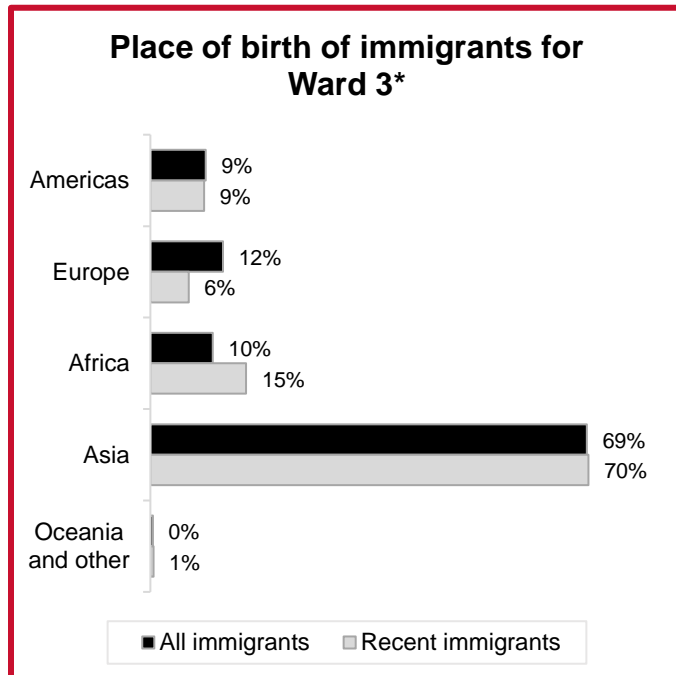 Place of birth of immigrants for
Ward 3*
Americas
9%
9%
Europe
12%
6%
Africa
10%
15%
Asia
69%
70%
Oceania
and other
0%
1%
All immigrants
Recent immigrants